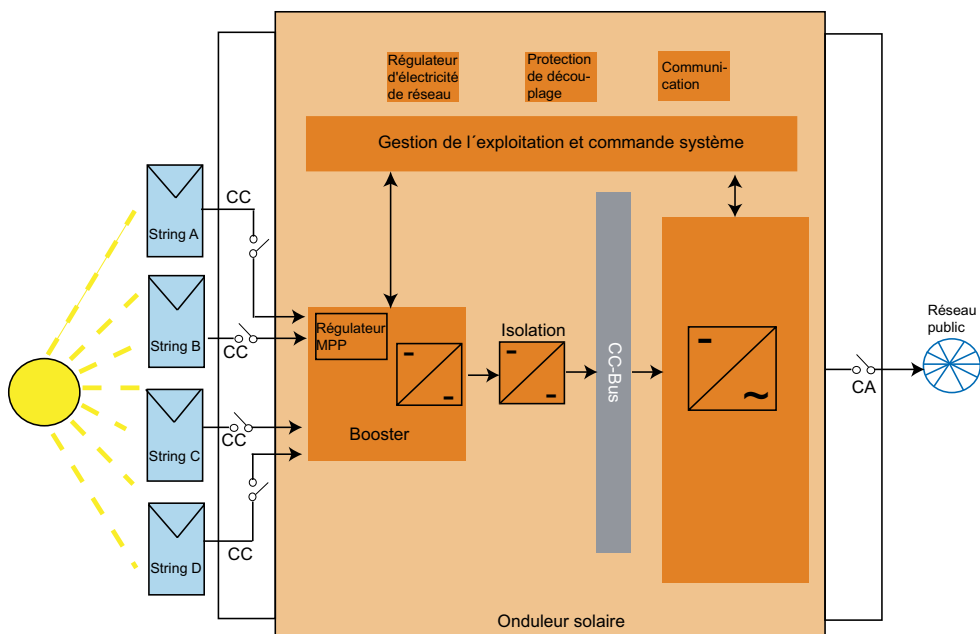 Régulateur
d'électricité
de réseau
Protection
de décou-
plage
Communi-
cation
Gestion de l´exploitation et commande système
CC
String A
String B
CC
String C
CC
String D
CC
Régulateur
MPP
Booster
Isolation
CC-Bus
CA
Réseau
public
Onduleur solaire